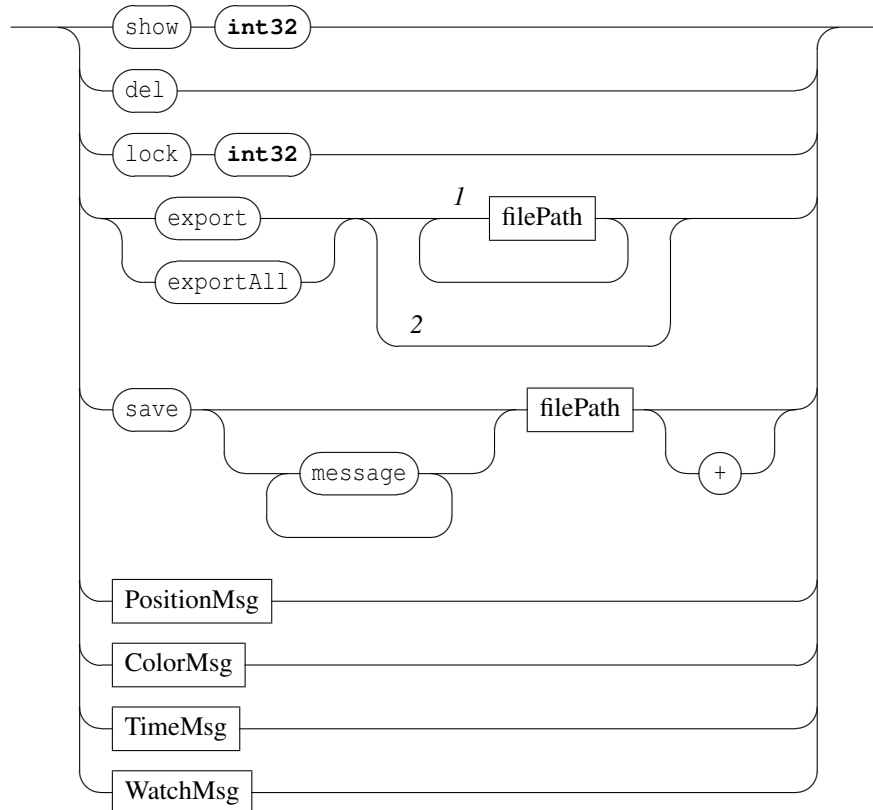 show int32
del
lock int32
1
export filePath
exportAll
2
save filePath
message +
PositionMsg
ColorMsg
TimeMsg
WatchMsg